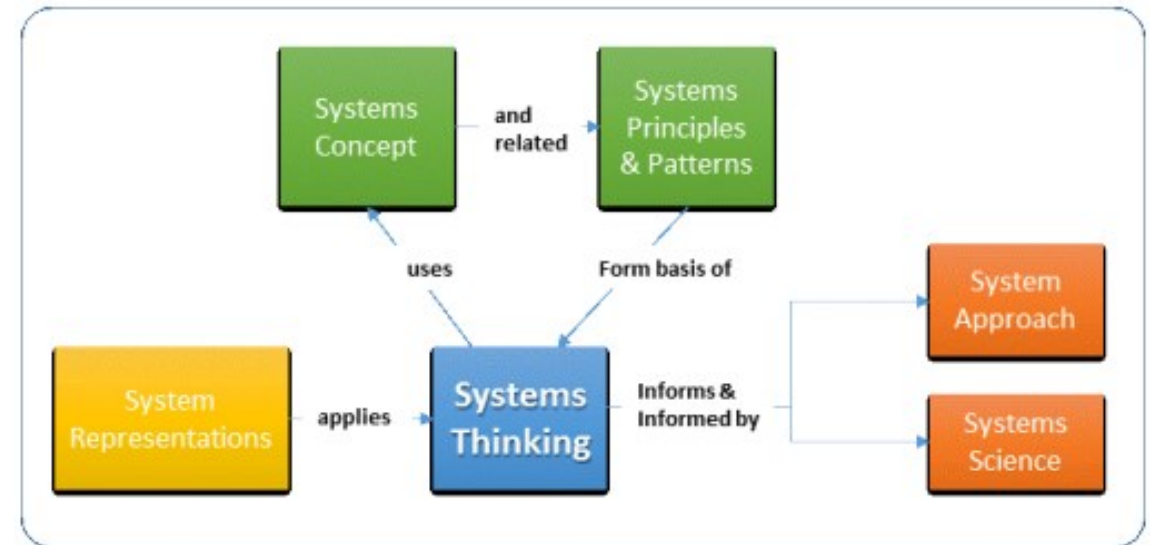 Systems
Concept
and
related
Systems
Principles
& Patterns
uses
Form basis of
System
Approach
System
Representations
applies
Systems
Thinking
Informs &
Informed by
Systems
Science